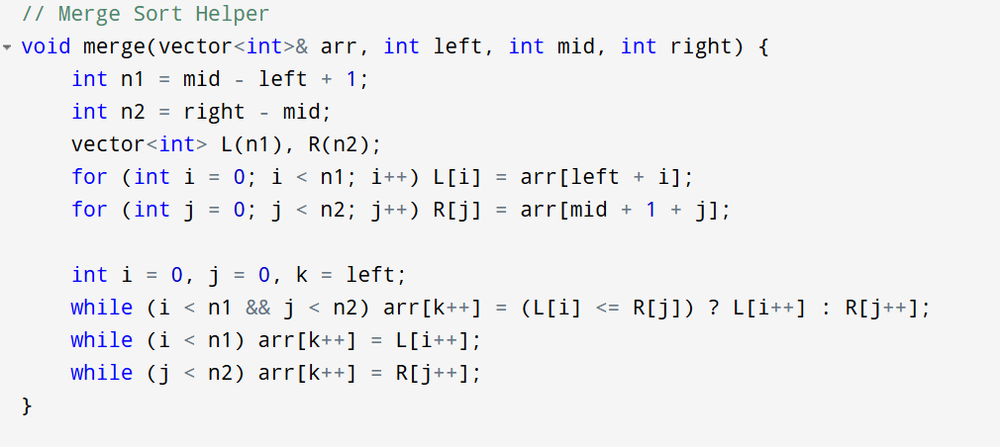 // Merge Sort Helper
void merge(vector<int>& arr, int left, int mid, int right) {
    int n1 = mid - left + 1;
    int n2 = right - mid;
    vector<int> L(n1), R(n2);
    for (int i = 0; i < n1; i++) L[i] = arr[left + i];
    for (int j = 0; j < n2; j++) R[j] = arr[mid + 1 + j];

    int i = 0, j = 0, k = left;
    while (i < n1 && j < n2) arr[k++] = (L[i] <= R[j]) ? L[i++] : R[j++];
    while (i < n1) arr[k++] = L[i++];
    while (j < n2) arr[k++] = R[j++];
}